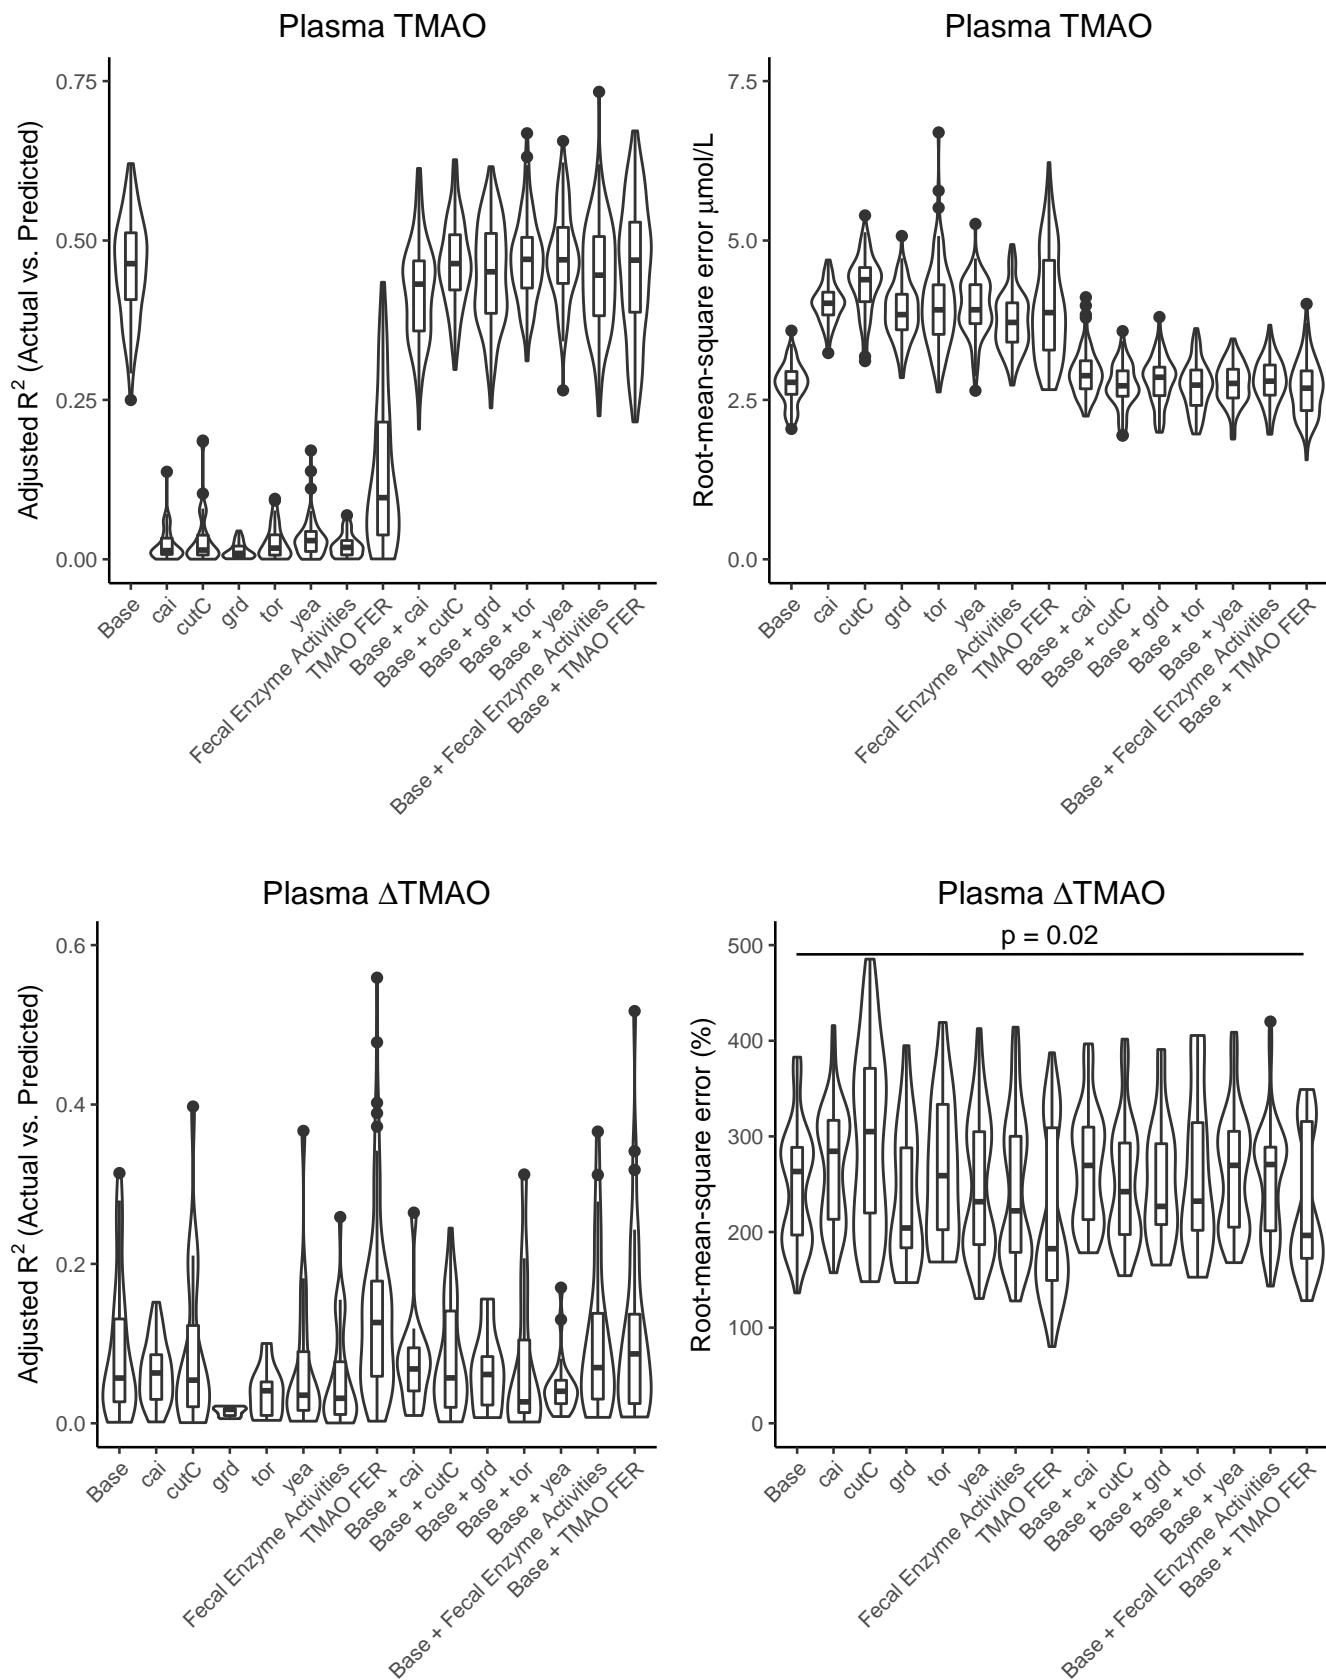 Plasma TMAO
Adjusted R² (Actual vs. Predicted)
0.75
0.50
0.25
0.00
Base
cai
cutC
grd
tor
yea
Fecal Enzyme Activities
TMAO FER
Base + cai
Base + cutC
Base + grd
Base + tor
Base + yea
Base + Fecal Enzyme Activities
Base + TMAO FER
Plasma TMAO
Root-mean-square error μmol/L
7.5
5.0
2.5
0.0
Base
cai
cutC
grd
tor
yea
Fecal Enzyme Activities
TMAO FER
Base + cai
Base + cutC
Base + grd
Base + tor
Base + yea
Base + Fecal Enzyme Activities
Base + TMAO FER
Plasma ΔTMAO
Adjusted R² (Actual vs. Predicted)
0.6
0.4
0.2
0.0
Base
cai
cutC
grd
tor
yea
Fecal Enzyme Activities
TMAO FER
Base + cai
Base + cutC
Base + grd
Base + tor
Base + yea
Base + Fecal Enzyme Activities
Base + TMAO FER
Plasma ΔTMAO
p = 0.02
Root-mean-square error (%)
500
400
300
200
100
0
Base
cai
cutC
grd
tor
yea
Fecal Enzyme Activities
TMAO FER
Base + cai
Base + cutC
Base + grd
Base + tor
Base + yea
Base + Fecal Enzyme Activities
Base + TMAO FER